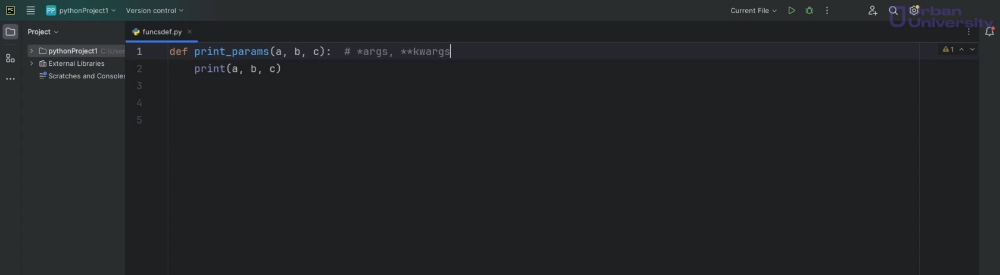 PC PP pythonProject1 Version control Current File
Urban
University
Project funcsdef.py
pythonProject1 C:\User
External Libraries
Scratches and Consoles
1 def print_params(a, b, c):  # *args, **kwargs 1
2 print(a, b, c)
3
4
5